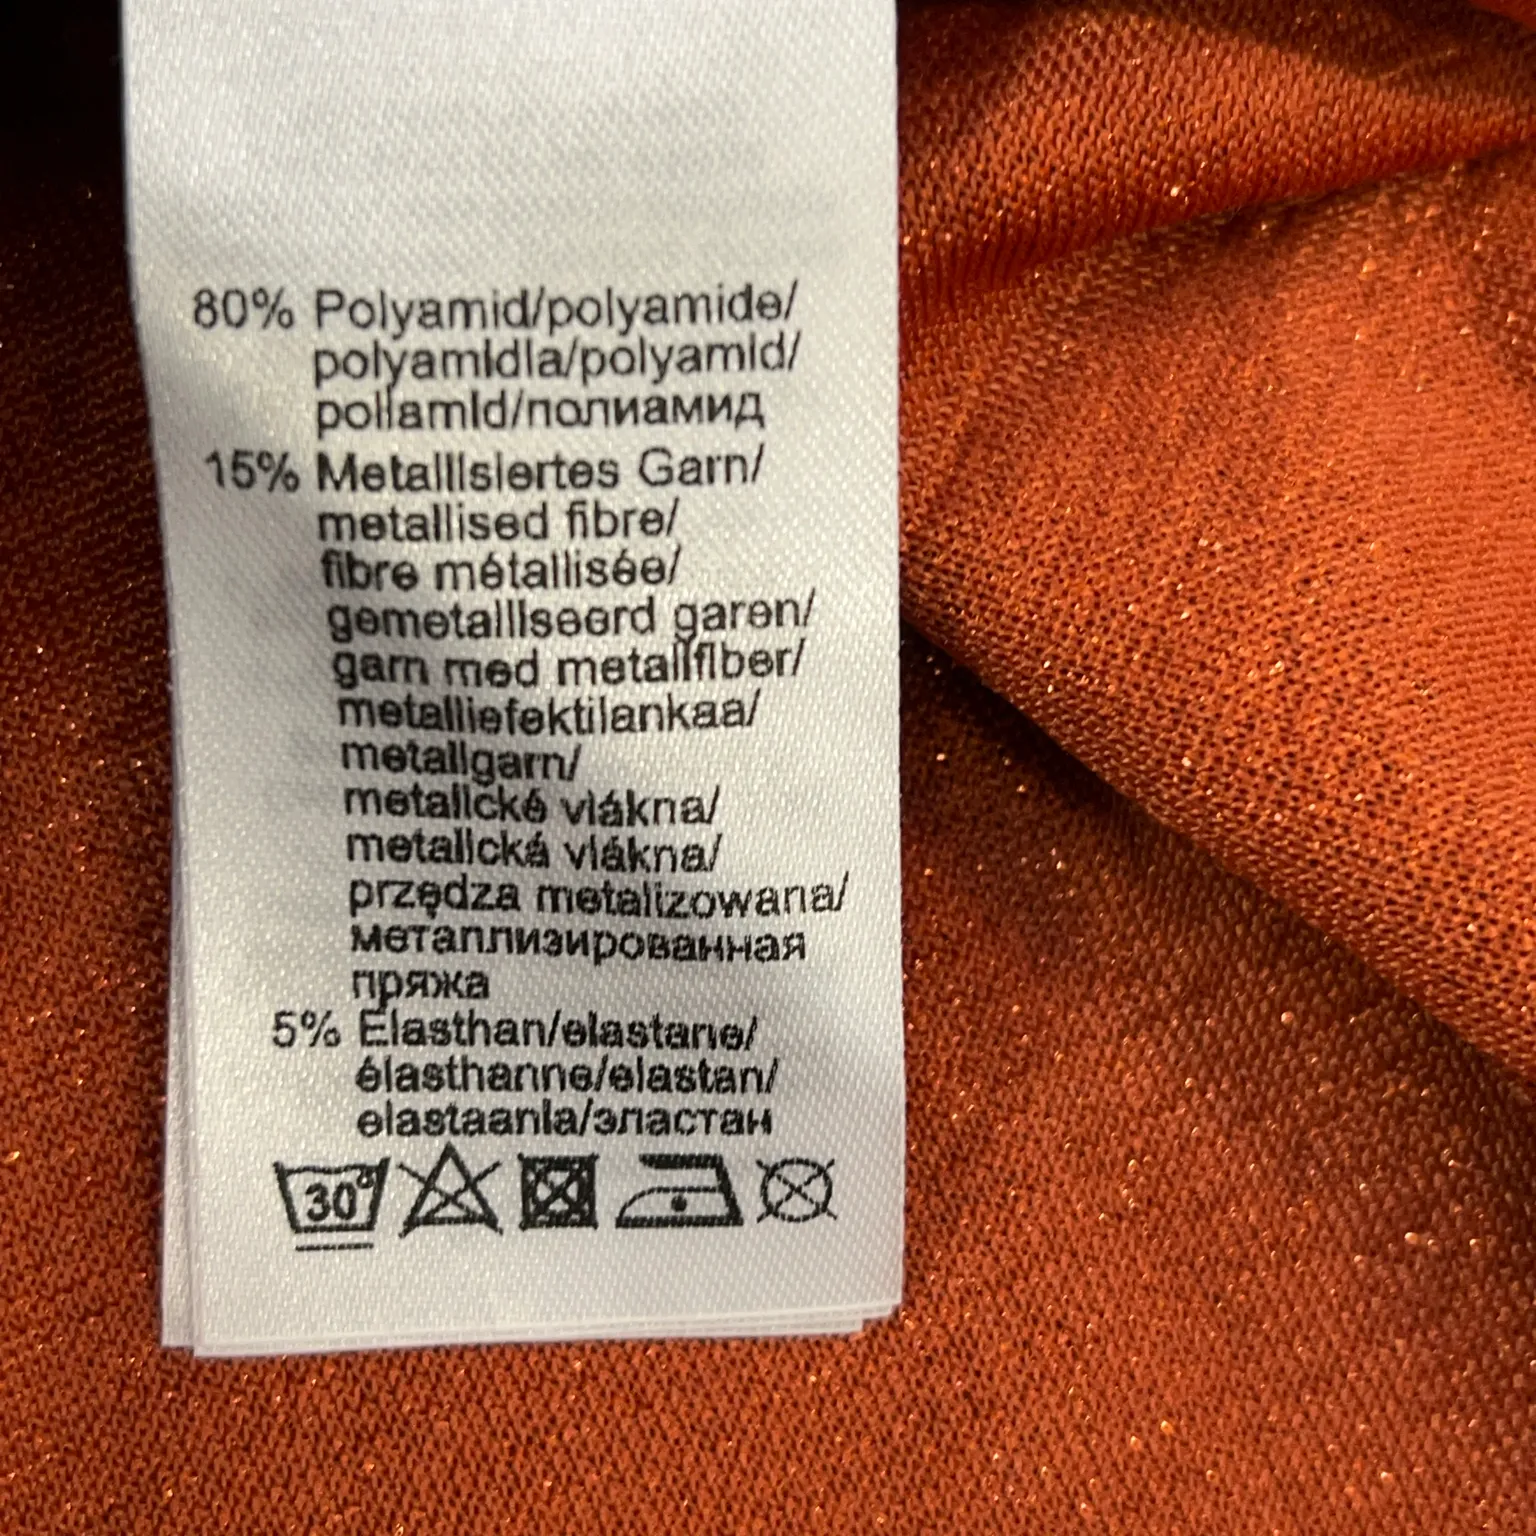 80% Polyamid/polyamide/
polyamidia/polyamid/
poliamid/полиамид
15% Metallisiertes Garn/
metallised fibre/
fibre métallisée/
gemetalliseerd garen/
garn med metallfiber/
metalliefektilankaa/
metallgarn/
metalické vlákna/
metalická vlákna/
przędza metalizowana/
металлизированная
пряжа
5% Elasthan/elastane/
élasthanne/elastan/
elastaania/эластан
30°